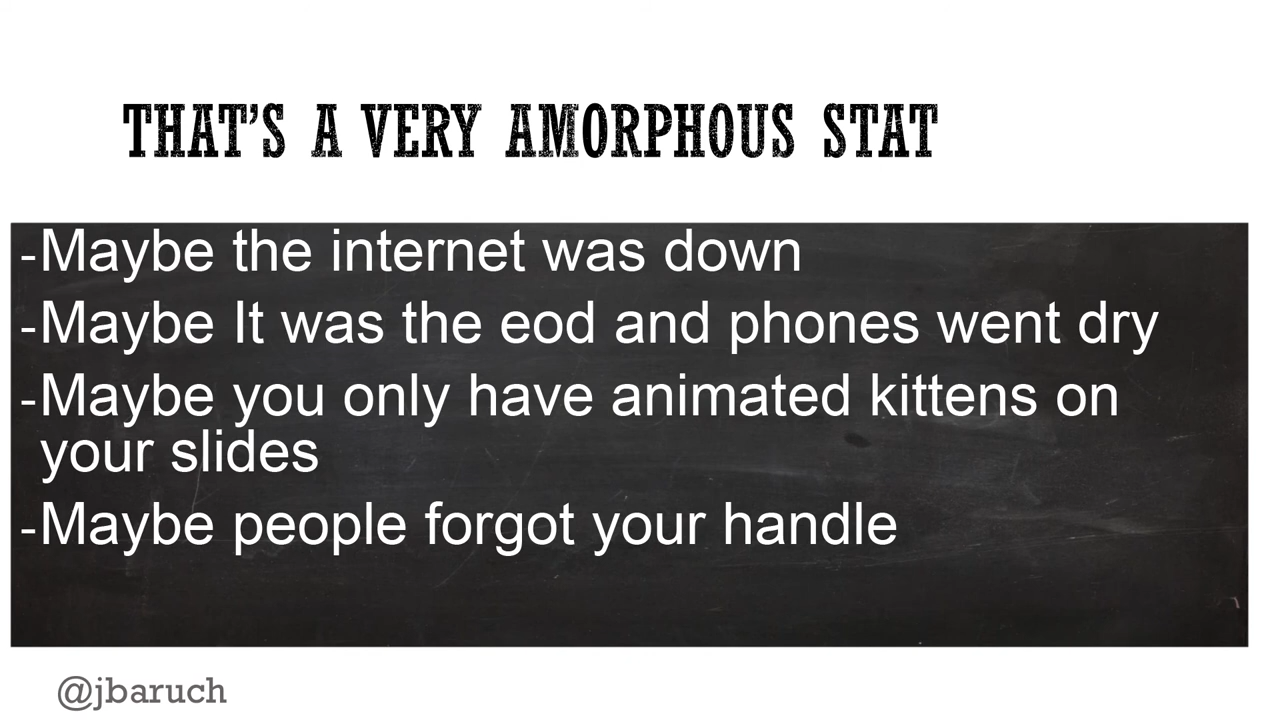 THAT'S A VERY AMORPHOUS STAT
-Maybe the internet was down
-Maybe It was the eod and phones went dry
-Maybe you only have animated kittens on
your slides
-Maybe people forgot your handle
@jbaruch